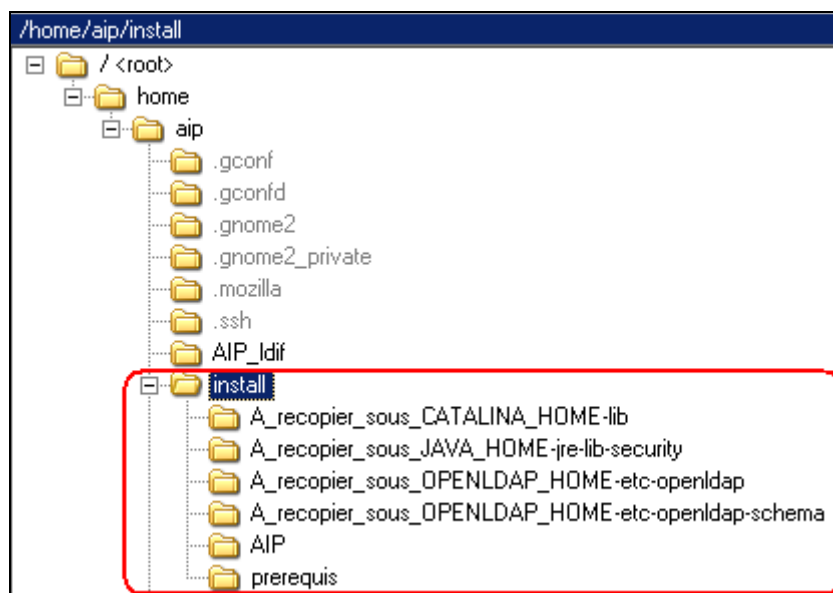 /home/aip/install
/ <root>
home
aip
.gconf
.gconfd
.gnome2
.gnome2_private
.mozilla
.ssh
AIP_ldif
install
A_recopier_sous_CATALINA_HOME-lib
A_recopier_sous_JAVA_HOME-jre-lib-security
A_recopier_sous_OPENLDAP_HOME-etc-openldap
A_recopier_sous_OPENLDAP_HOME-etc-openldap-schema
AIP
prerequis